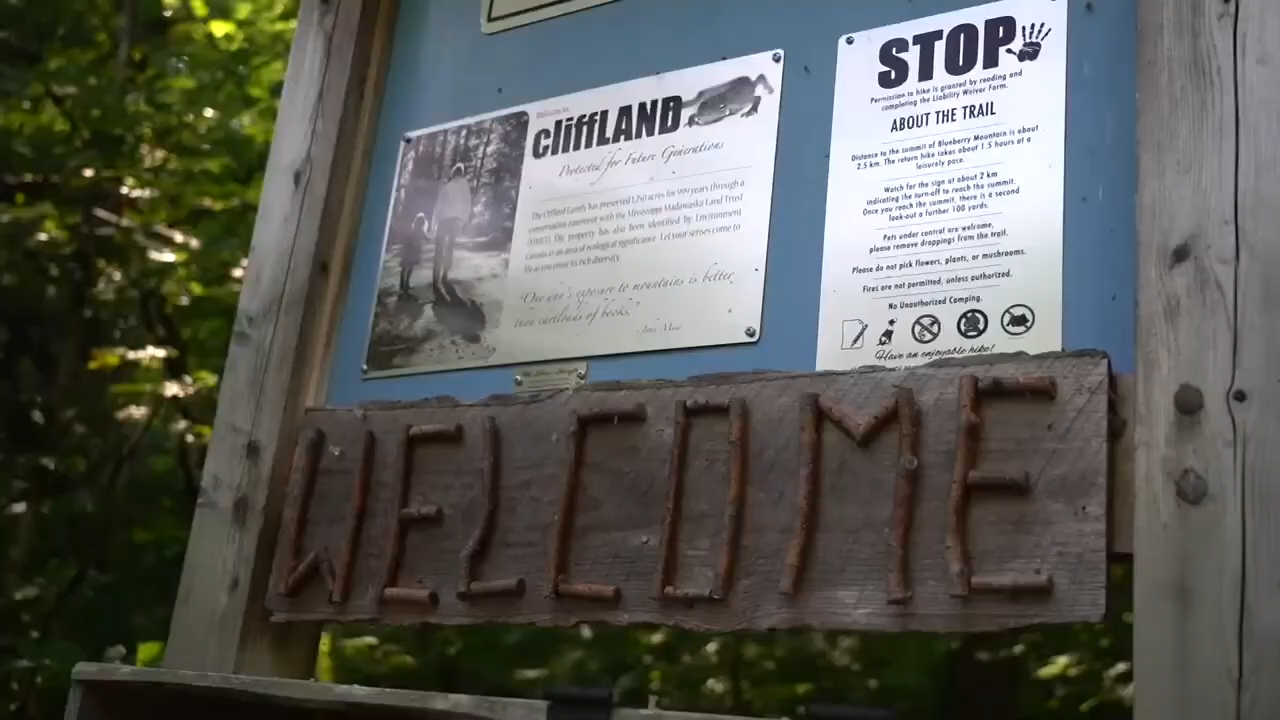 Welcome to
cliffLAND
Protected for Future Generations
The Cliffland Family has preserved 1,250 acres for 999 years through a
conservation easement with the Mississippi Madawaska Land Trust
(MMLT). The property has also been identified by Environment
Canada as an area of ecological significance. Let your senses come to
life as you enter its rich diversity.
"One day's exposure to mountains is better
than cartloads of books."
- John Muir
STOP
Permission to hike is granted by reading and
completing the Liability Waiver Form.
ABOUT THE TRAIL
Distance to the summit of Blueberry Mountain is about
2.5 km. The return hike takes about 1.5 hours at a
leisurely pace.
Watch for the sign at about 2 km
indicating the turn-off to reach the summit.
Once you reach the summit, there is a second
look-out a further 100 yards.
Pets under control are welcome,
please remove droppings from the trail.
Please do not pick flowers, plants, or mushrooms.
Fires are not permitted, unless authorized.
No Unauthorized Camping.
Have an enjoyable hike!
WELCOME